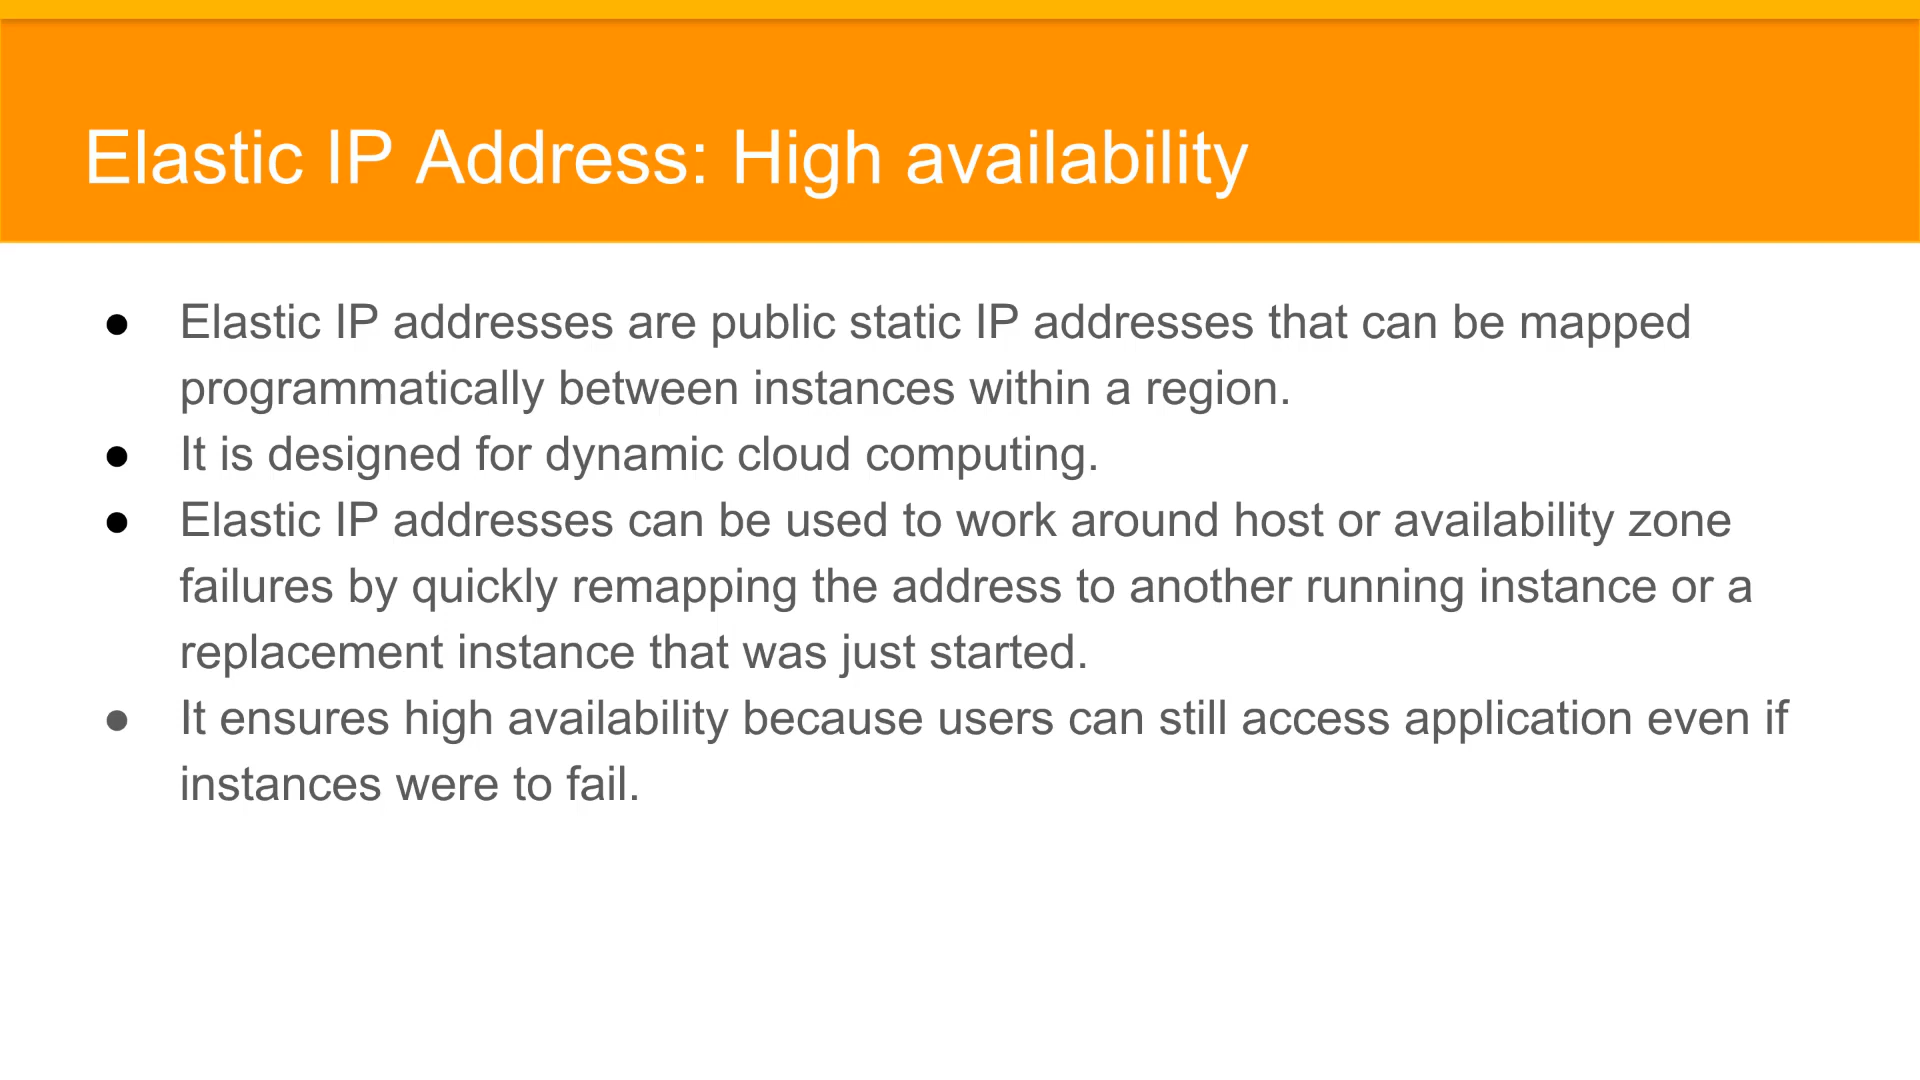 Elastic IP Address: High availability
● Elastic IP addresses are public static IP addresses that can be mapped
programmatically between instances within a region.
● It is designed for dynamic cloud computing.
● Elastic IP addresses can be used to work around host or availability zone
failures by quickly remapping the address to another running instance or a
replacement instance that was just started.
● It ensures high availability because users can still access application even if
instances were to fail.